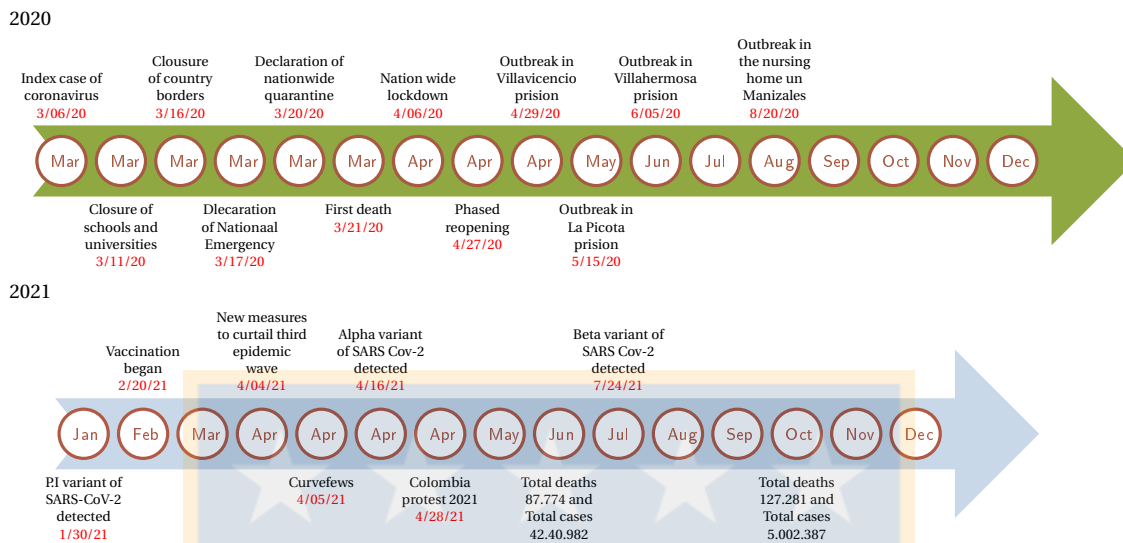 2020
Index case of
coronavirus
3/06/20
Clousure
of country
borders
3/16/20
Declaration of
nationwide
quarantine
3/20/20
Nation wide
lockdown
4/06/20
Outbreak in
Villavicencio
prision
4/29/20
Outbreak in
Villahermosa
prision
6/05/20
Outbreak in
the nursing
home un
Manizales
8/20/20
Mar Mar Mar Mar Mar Mar Apr Apr Apr May Jun Jul Aug Sep Oct Nov Dec
Closure of
schools and
universities
3/11/20
Dlecaration
of Nationaal
Emergency
3/17/20
First death
3/21/20
Phased
reopening
4/27/20
Outbreak in
La Picota
prision
5/15/20
2021
Vaccination
began
2/20/21
New measures
to curtail third
epidemic
wave
4/04/21
Alpha variant
of SARS Cov-2
detected
4/16/21
Beta variant of
SARS Cov-2
detected
7/24/21
Jan Feb Mar Apr Apr Apr Apr May Jun Jul Aug Sep Oct Nov Dec
P.I variant of
SARS-CoV-2
detected
1/30/21
Curvefews
4/05/21
Colombia
protest 2021
4/28/21
Total deaths
87.774 and
Total cases
42.40.982
Total deaths
127.281 and
Total cases
5.002.387